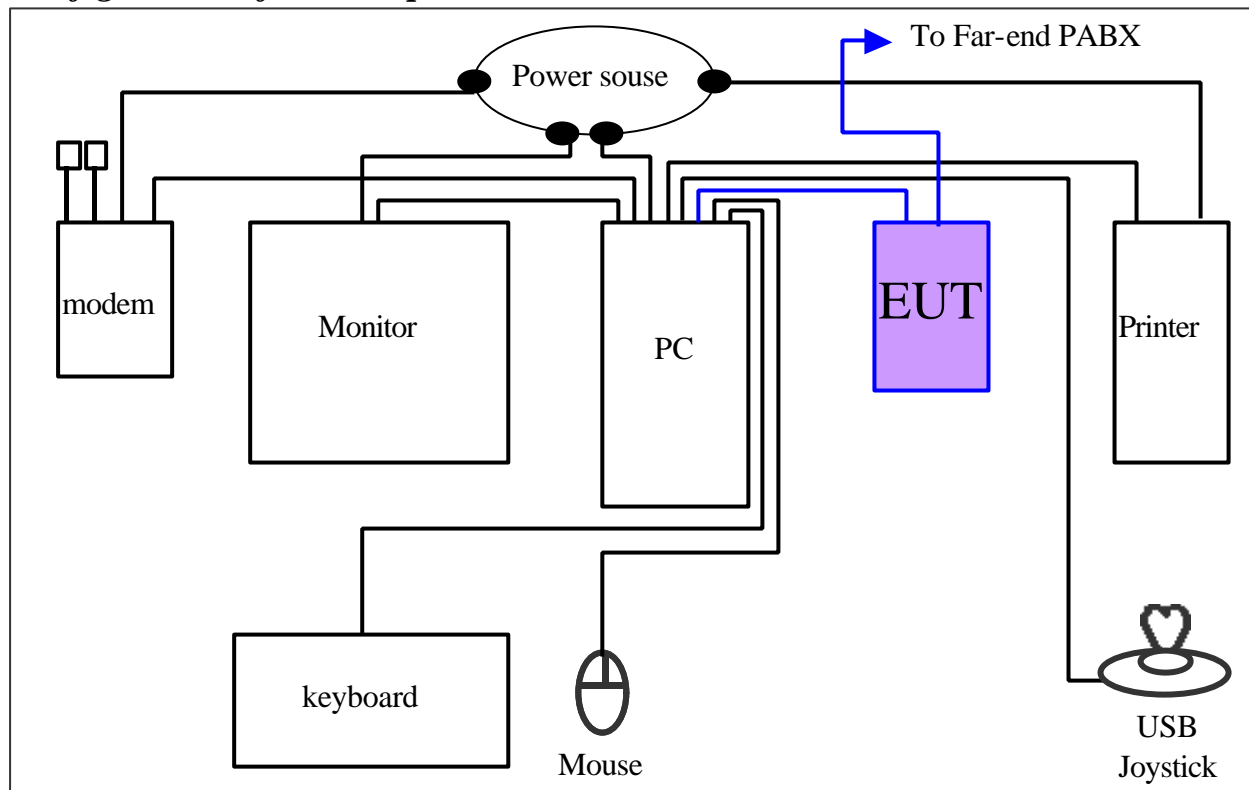 To Far-end PABX
Power souse
modem
Monitor
PC
EUT
Printer
keyboard
Mouse
USB
Joystick